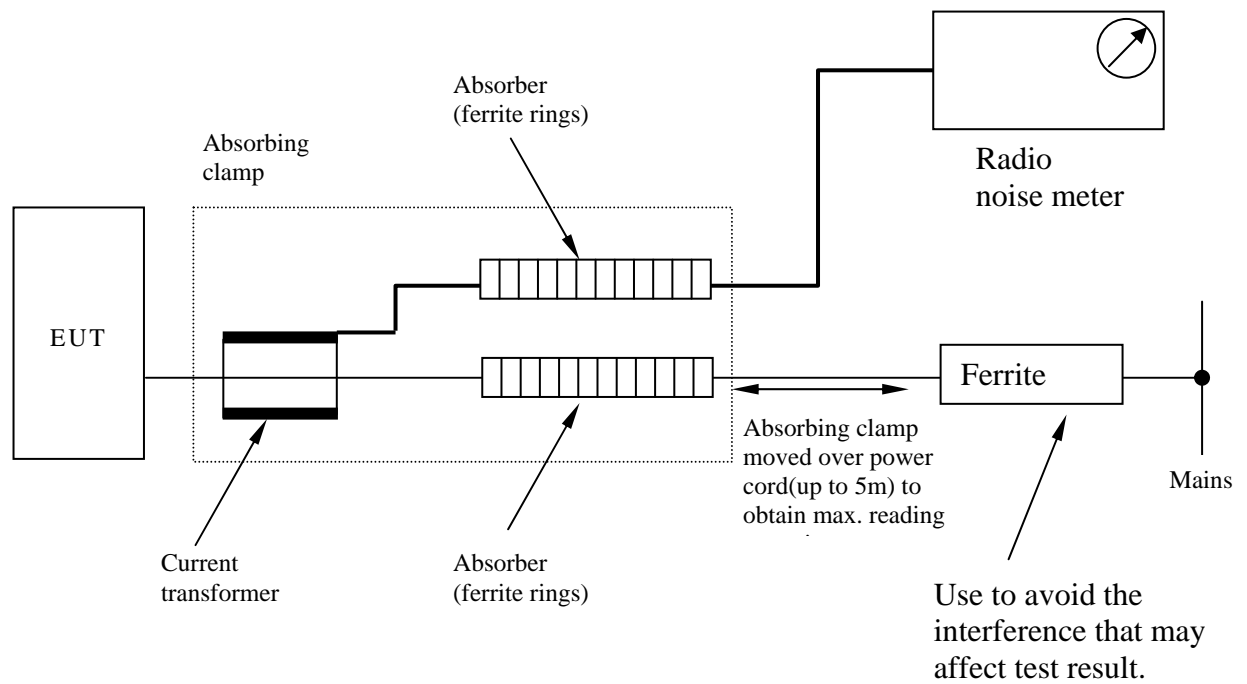 Absorber
(ferrite rings)
Absorbing
clamp
Radio
noise meter
EUT
Ferrite
Absorbing clamp
moved over power
cord(up to 5m) to
obtain max. reading
Mains
Current
transformer
Absorber
(ferrite rings)
Use to avoid the
interference that may
affect test result.